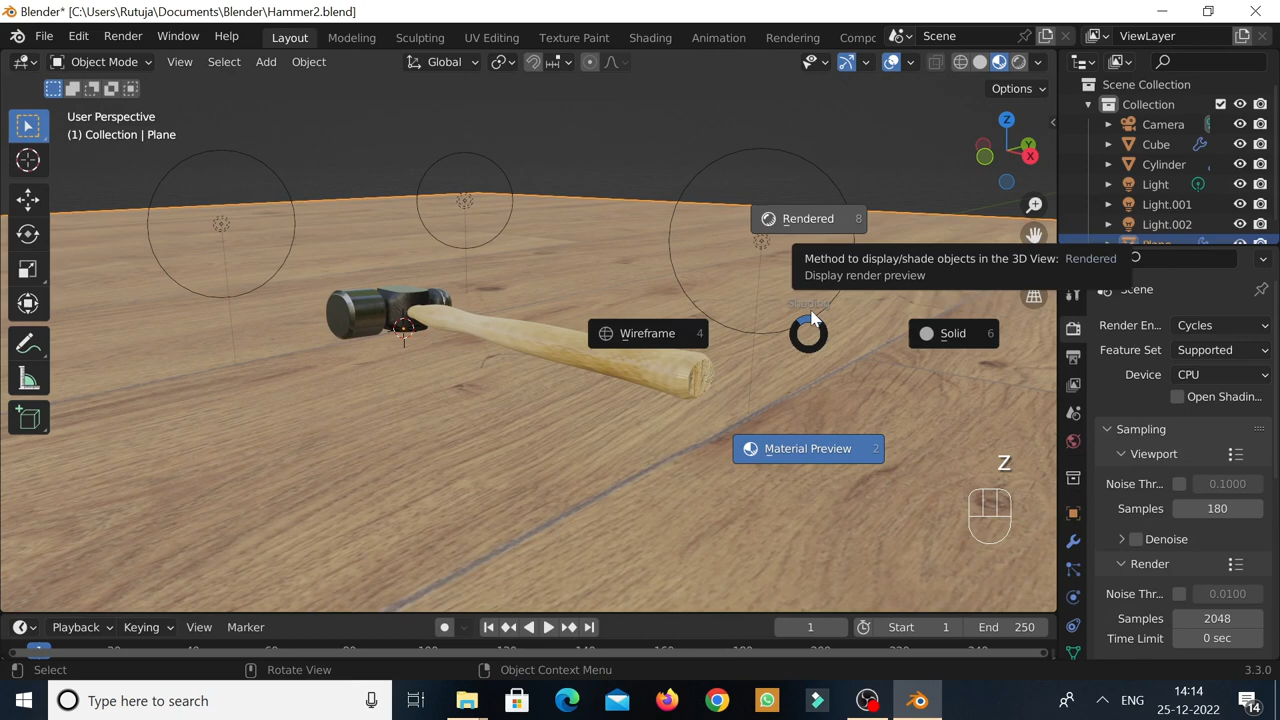 Blender* [C:\Users\Rutuja\Documents\Blender\Hammer2.blend]
File Edit Render Window Help Layout Modeling Sculpting UV Editing Texture Paint Shading Animation Rendering Compc Scene ViewLayer
Object Mode View Select Add Object Global
Options
User Perspective
(1) Collection | Plane
Z
Y
X
Scene Collection
Collection
Camera
Cube
Cylinder
Light
Light.001
Light.002
Rendered 8
Method to display/shade objects in the 3D View: Rendered
Display render preview
Shading
Wireframe 4
Solid 6
Material Preview 2
Z
Scene
Render En... Cycles
Feature Set Supported
Device CPU
Open Shadin...
Sampling
Viewport
Noise Thr... 0.1000
Samples 180
Denoise
Render
Noise Thr... 0.0100
Samples 2048
Time Limit 0 sec
Playback Keying View Marker 1 Start 1 End 250
Select Rotate View Object Context Menu 3.3.0
Type here to search
ENG
14:14
25-12-2022
14